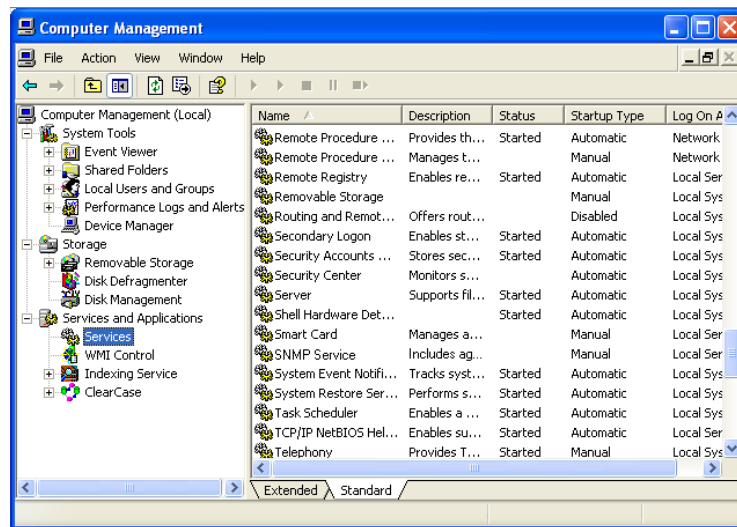 Computer Management
File Action View Window Help
Computer Management (Local)
System Tools
Event Viewer
Shared Folders
Local Users and Groups
Performance Logs and Alerts
Device Manager
Storage
Removable Storage
Disk Defragmenter
Disk Management
Services and Applications
Services
WMI Control
Indexing Service
ClearCase
Name Description Status Startup Type Log On A
Remote Procedure ... Provides th... Started Automatic Network
Remote Procedure ... Manages t... Manual Network
Remote Registry Enables re... Started Automatic Local Ser
Removable Storage Manual Local Sys
Routing and Remot... Offers rout... Disabled Local Sys
Secondary Logon Enables st... Started Automatic Local Sys
Security Accounts ... Stores sec... Started Automatic Local Sys
Security Center Monitors s... Automatic Local Sys
Server Supports fil... Started Automatic Local Sys
Shell Hardware Det... Started Automatic Local Sys
Smart Card Manages a... Manual Local Ser
SNMP Service Includes ag... Manual Local Ser
System Event Notifi... Tracks syst... Started Automatic Local Sys
System Restore Ser... Performs s... Started Automatic Local Sys
Task Scheduler Enables a ... Started Automatic Local Sys
TCP/IP NetBIOS Hel... Enables su... Started Automatic Local Ser
Telephony Provides T... Started Manual Local Sys
Extended Standard